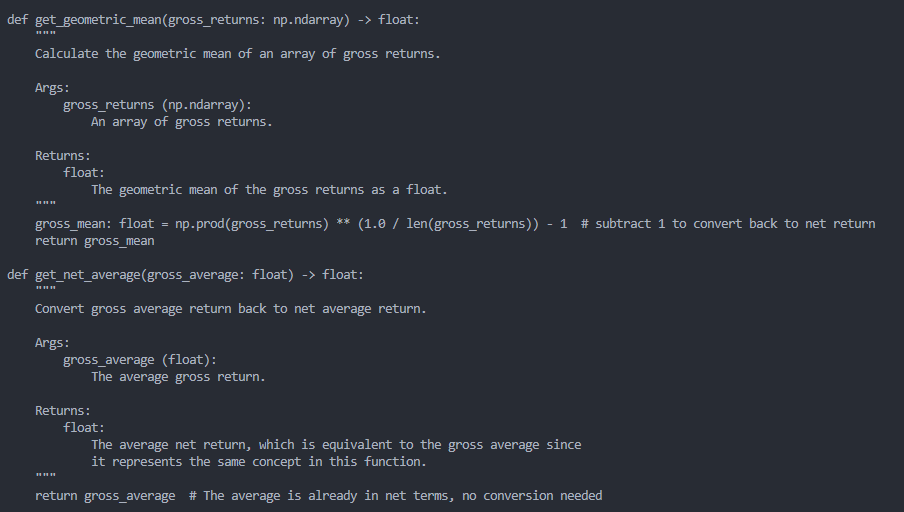 def get_geometric_mean(gross_returns: np.ndarray) -> float:
    """
    Calculate the geometric mean of an array of gross returns.

    Args:
        gross_returns (np.ndarray):
            An array of gross returns.

    Returns:
        float:
            The geometric mean of the gross returns as a float.
    """
    gross_mean: float = np.prod(gross_returns) ** (1.0 / len(gross_returns)) - 1  # subtract 1 to convert back to net return
    return gross_mean

def get_net_average(gross_average: float) -> float:
    """
    Convert gross average return back to net average return.

    Args:
        gross_average (float):
            The average gross return.

    Returns:
        float:
            The average net return, which is equivalent to the gross average since
            it represents the same concept in this function.
    """
    return gross_average  # The average is already in net terms, no conversion needed